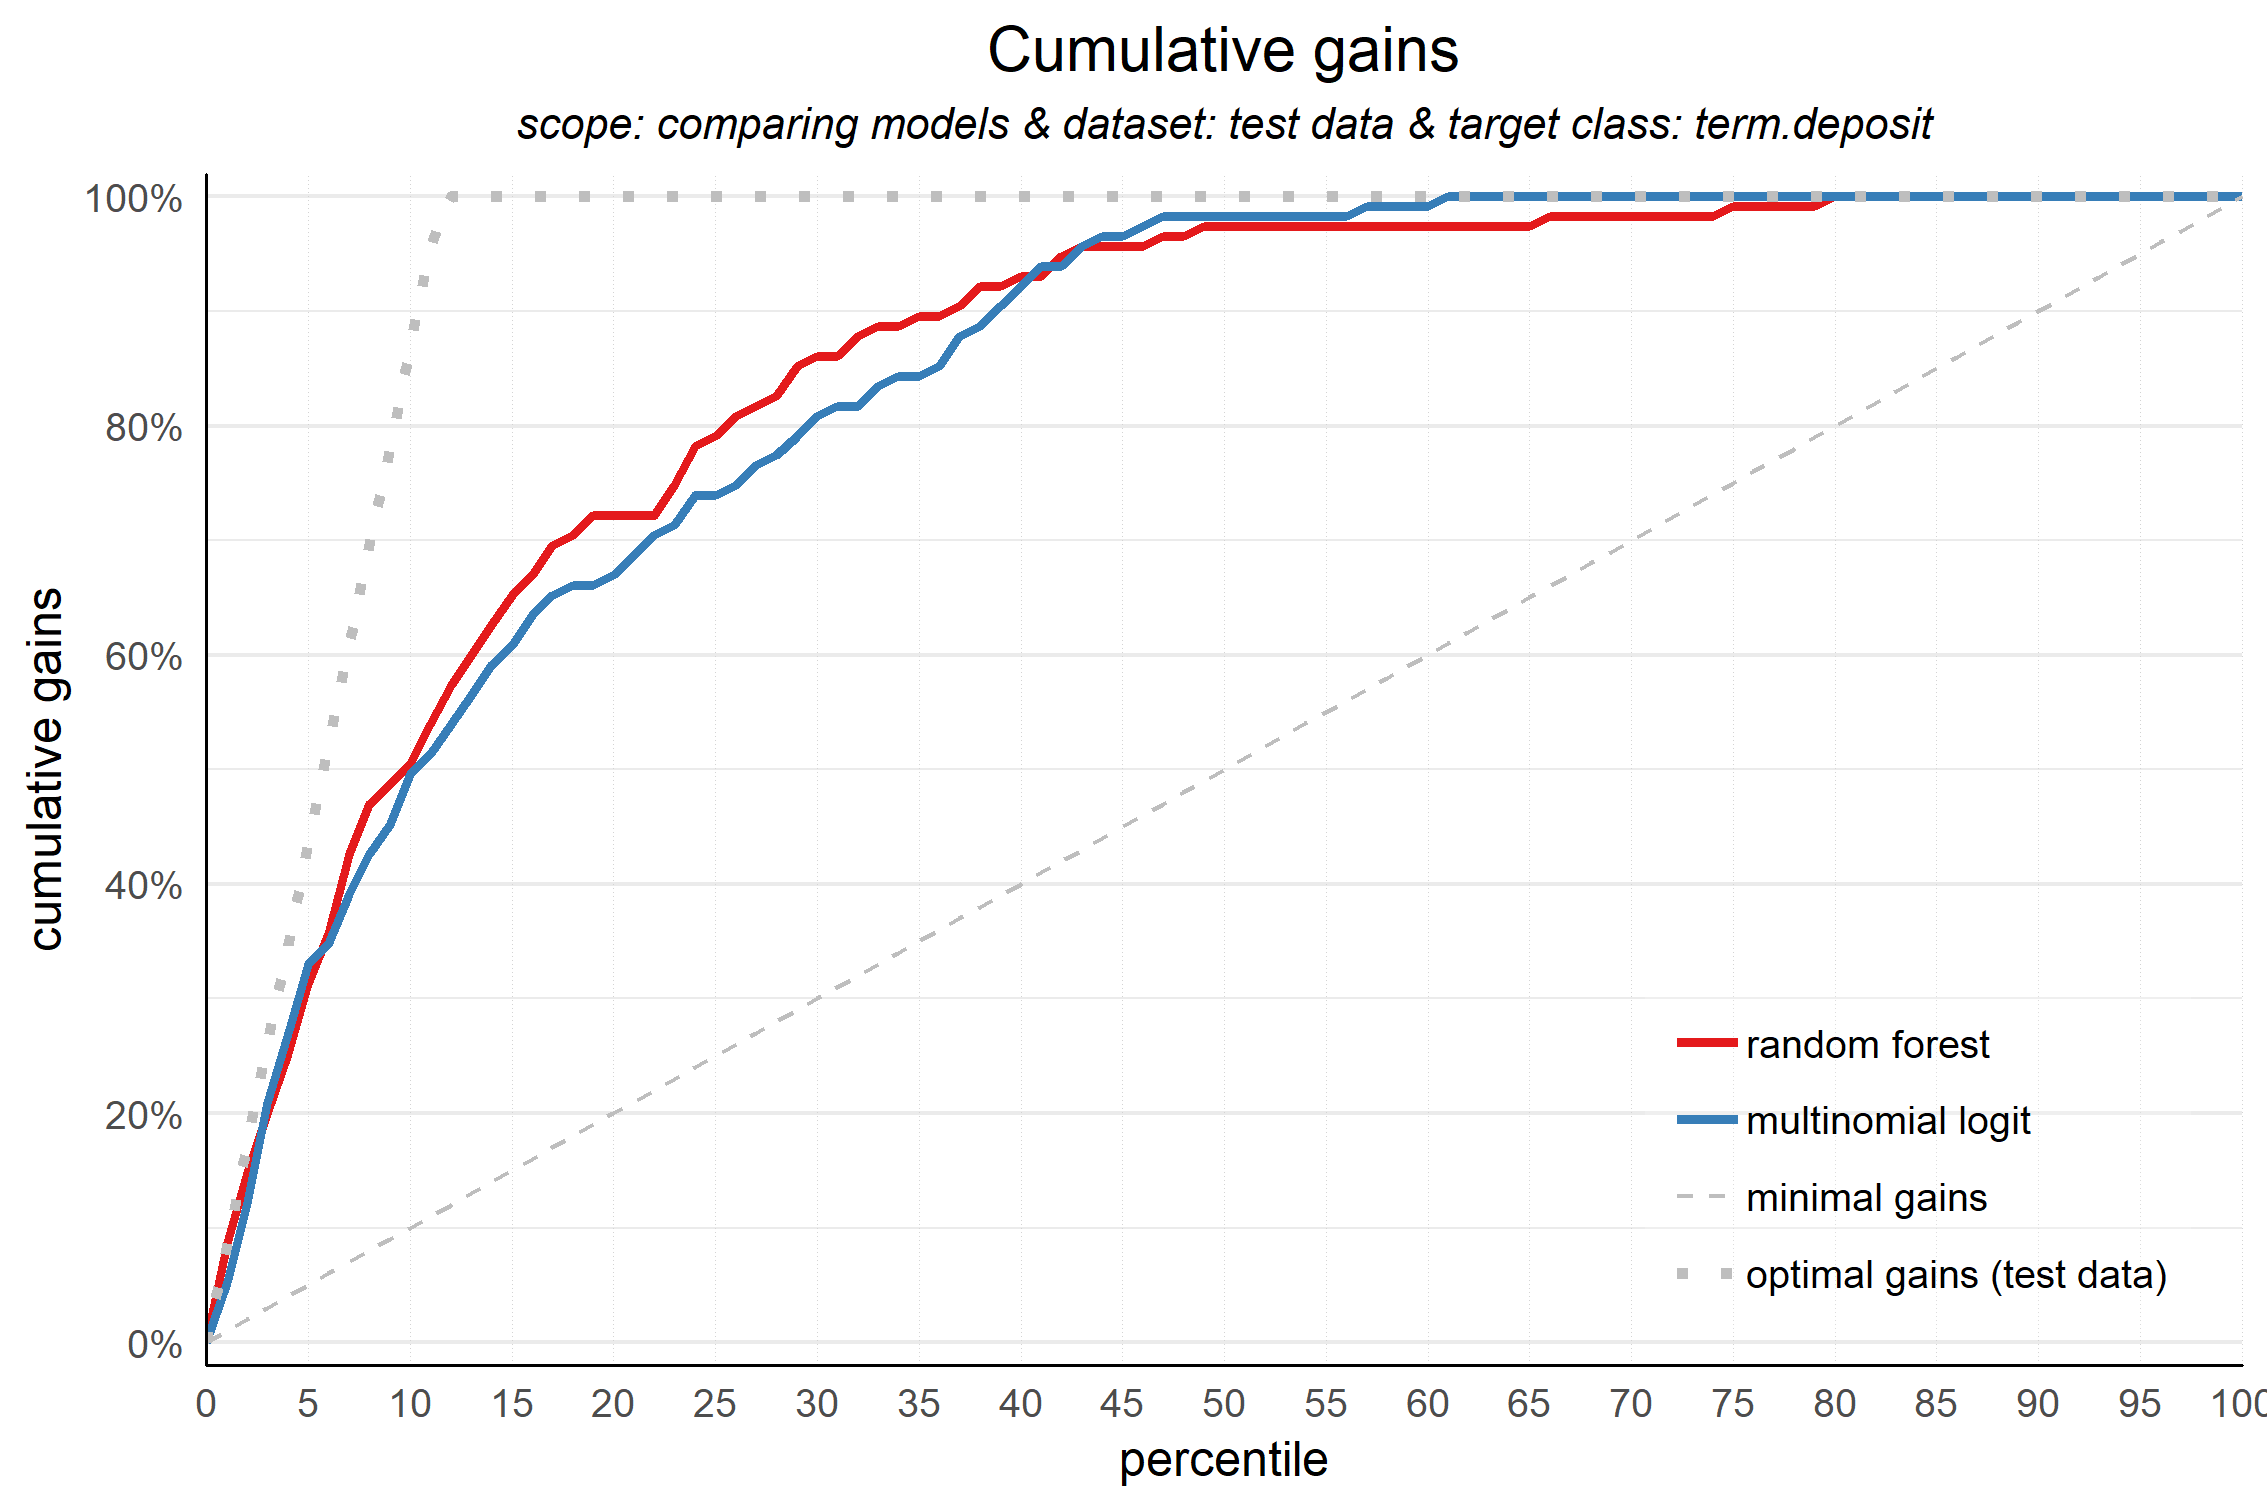 Cumulative gains
scope: comparing models & dataset: test data & target class: term.deposit
cumulative gains
100%
80%
60%
40%
20%
0%
random forest
multinomial logit
minimal gains
optimal gains (test data)
0 5 10 15 20 25 30 35 40 45 50 55 60 65 70 75 80 85 90 95 100
percentile